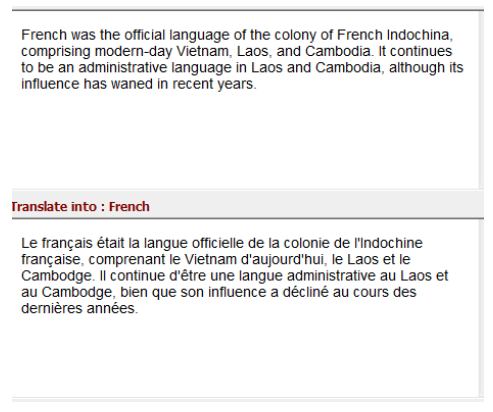 French was the official language of the colony of French Indochina,
comprising modern-day Vietnam, Laos, and Cambodia. It continues
to be an administrative language in Laos and Cambodia, although its
influence has waned in recent years.
Translate into : French
Le français était la langue officielle de la colonie de l'Indochine
française, comprenant le Vietnam d'aujourd'hui, le Laos et le
Cambodge. Il continue d'être une langue administrative au Laos et
au Cambodge, bien que son influence a décliné au cours des
dernières années.